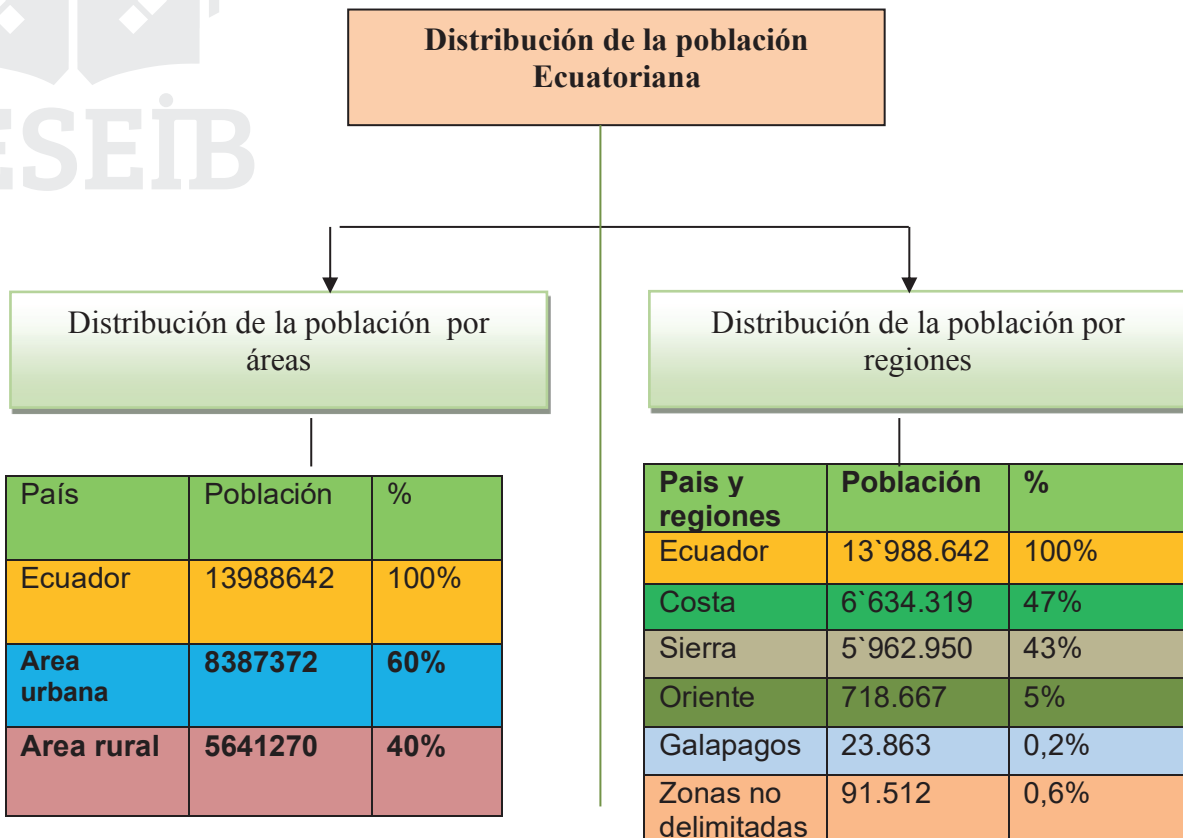 ESEİB
Distribución de la población
Ecuatoriana
Distribución de la población por
áreas
País Población %
Ecuador 13988642 100%
Area
urbana 8387372 60%
Area rural 5641270 40%
Distribución de la población por
regiones
Pais y
regiones Población %
Ecuador 13`988.642 100%
Costa 6`634.319 47%
Sierra 5`962.950 43%
Oriente 718.667 5%
Galapagos 23.863 0,2%
Zonas no
delimitadas 91.512 0,6%